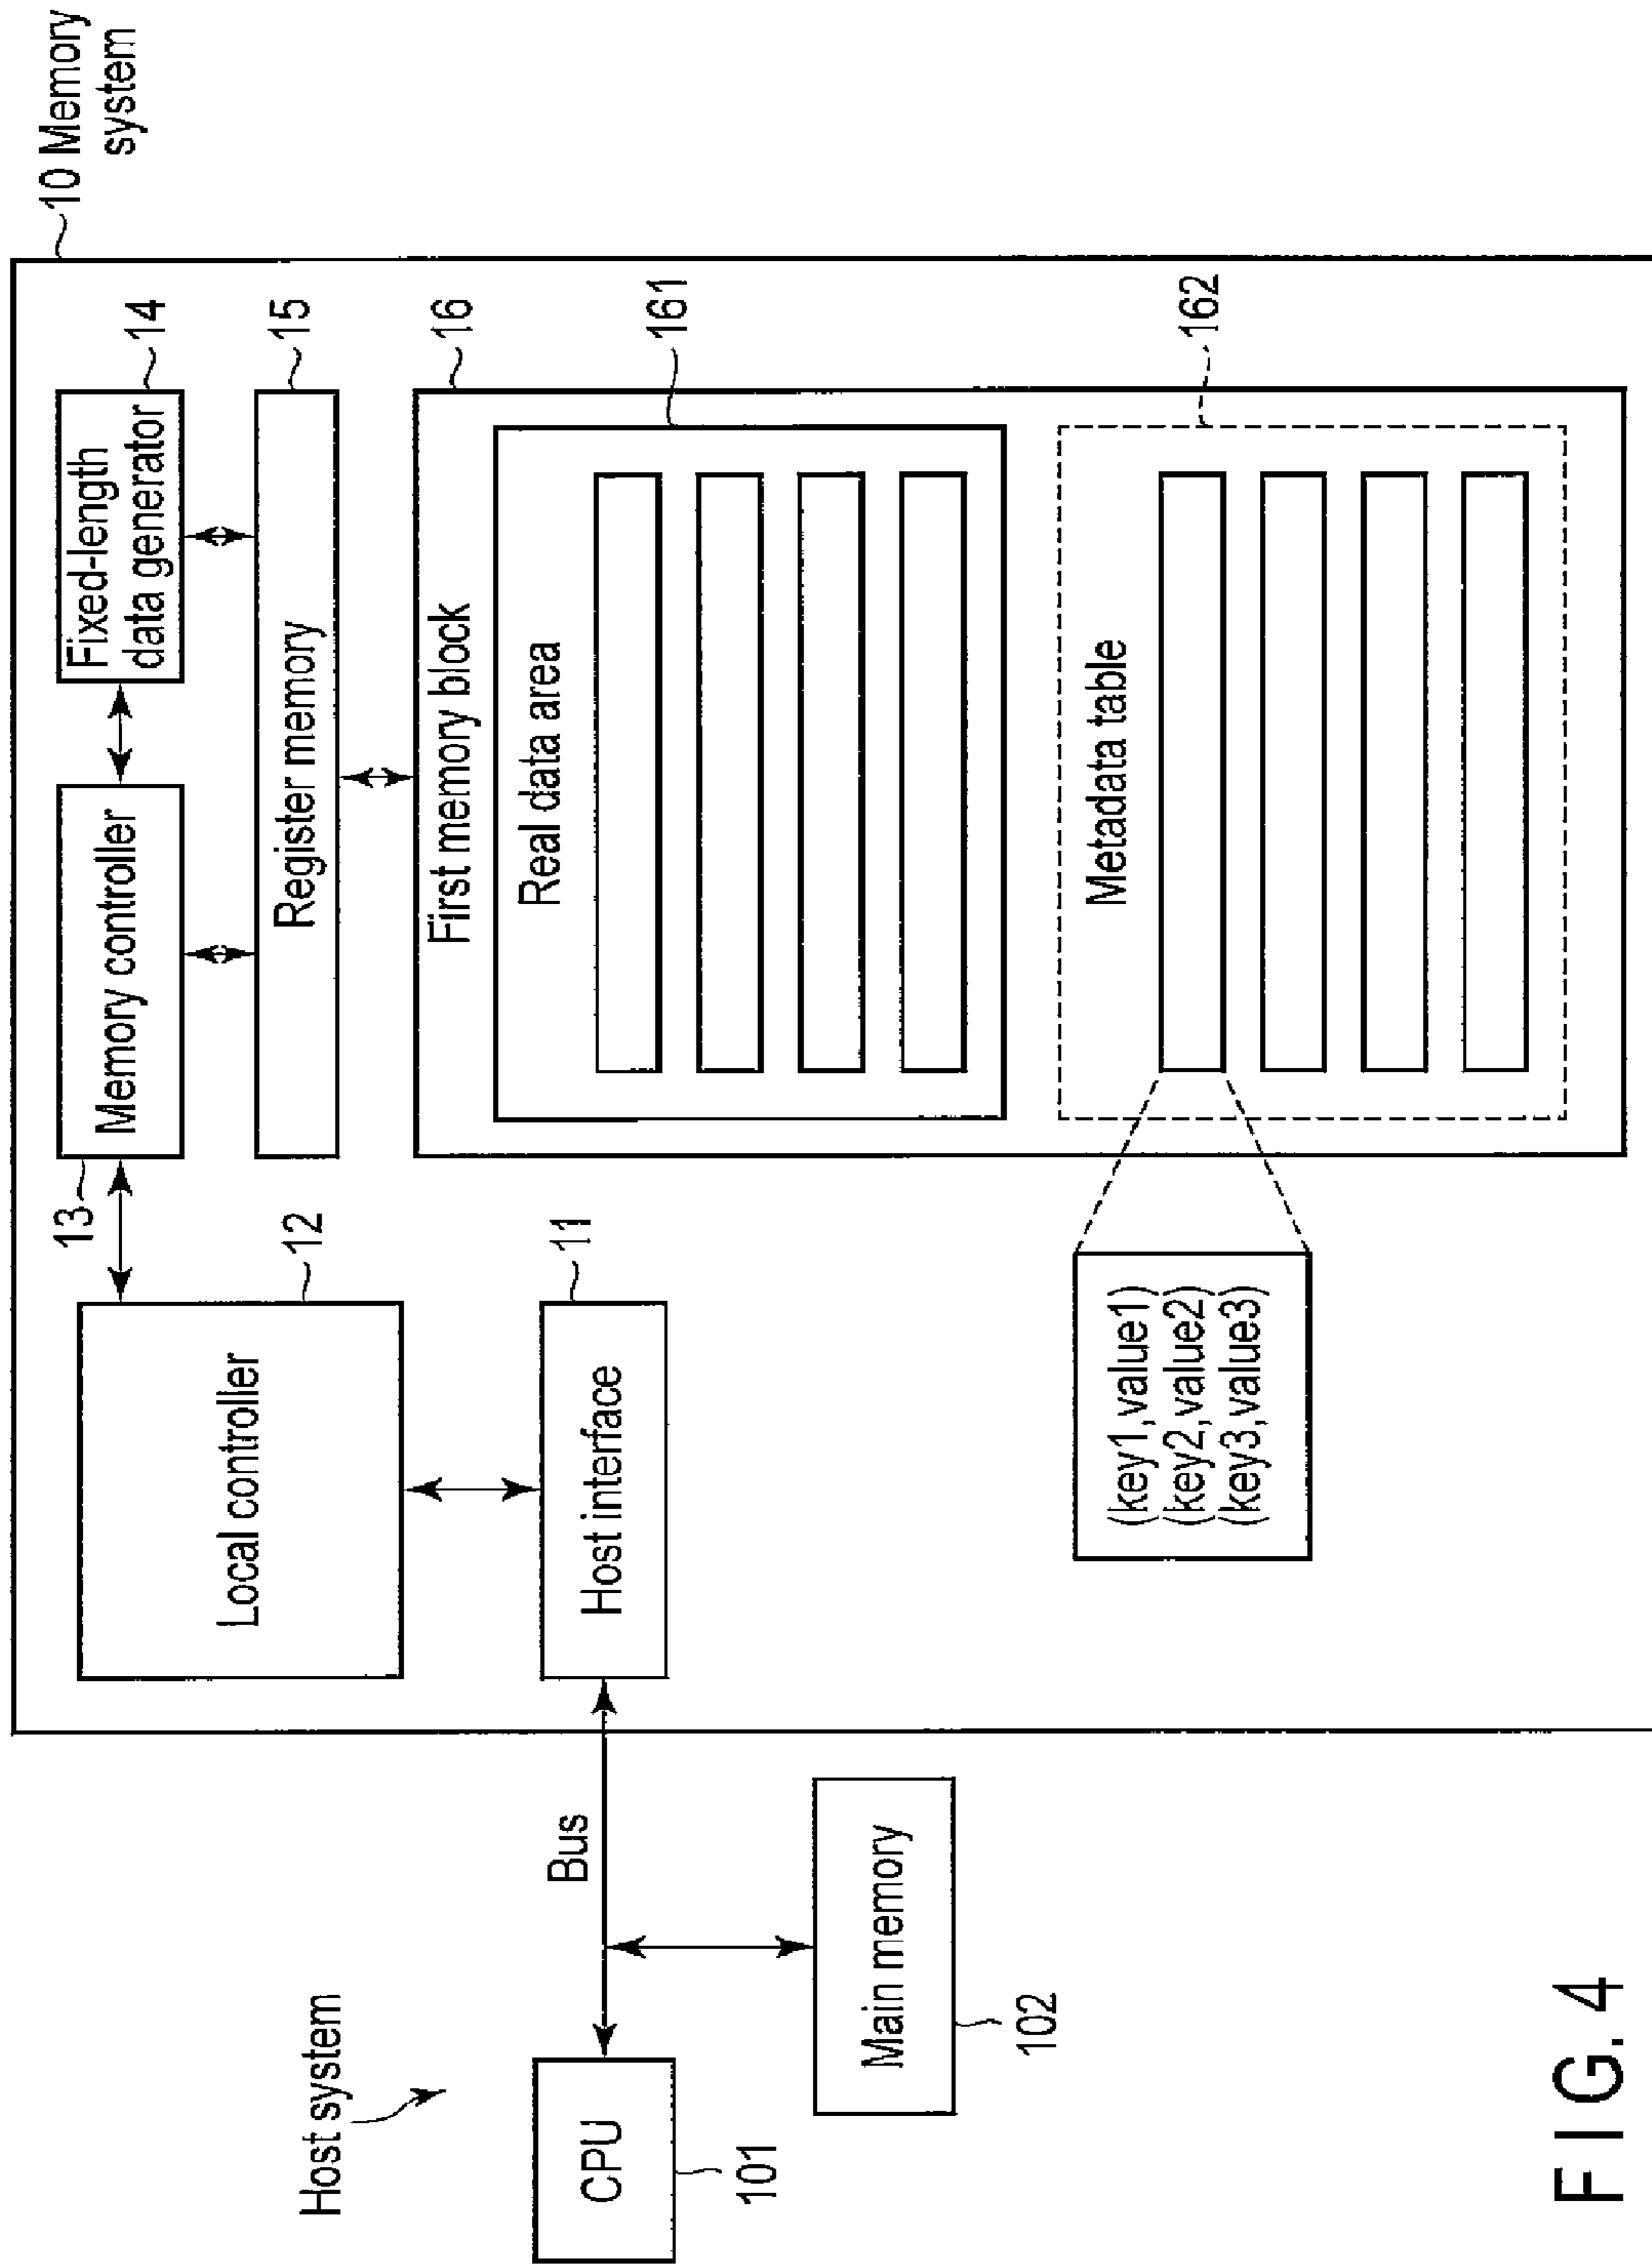 10 Memory
system
Host system
CPU
101
Bus
Main memory
102
Local controller
12
Host interface
11
13
Memory controller
Fixed-length
data generator
14
Register memory
15
First memory block
16
Real data area
161
Metadata table
162
(key1,value1)
(key2,value2)
(key3,value3)
FIG. 4